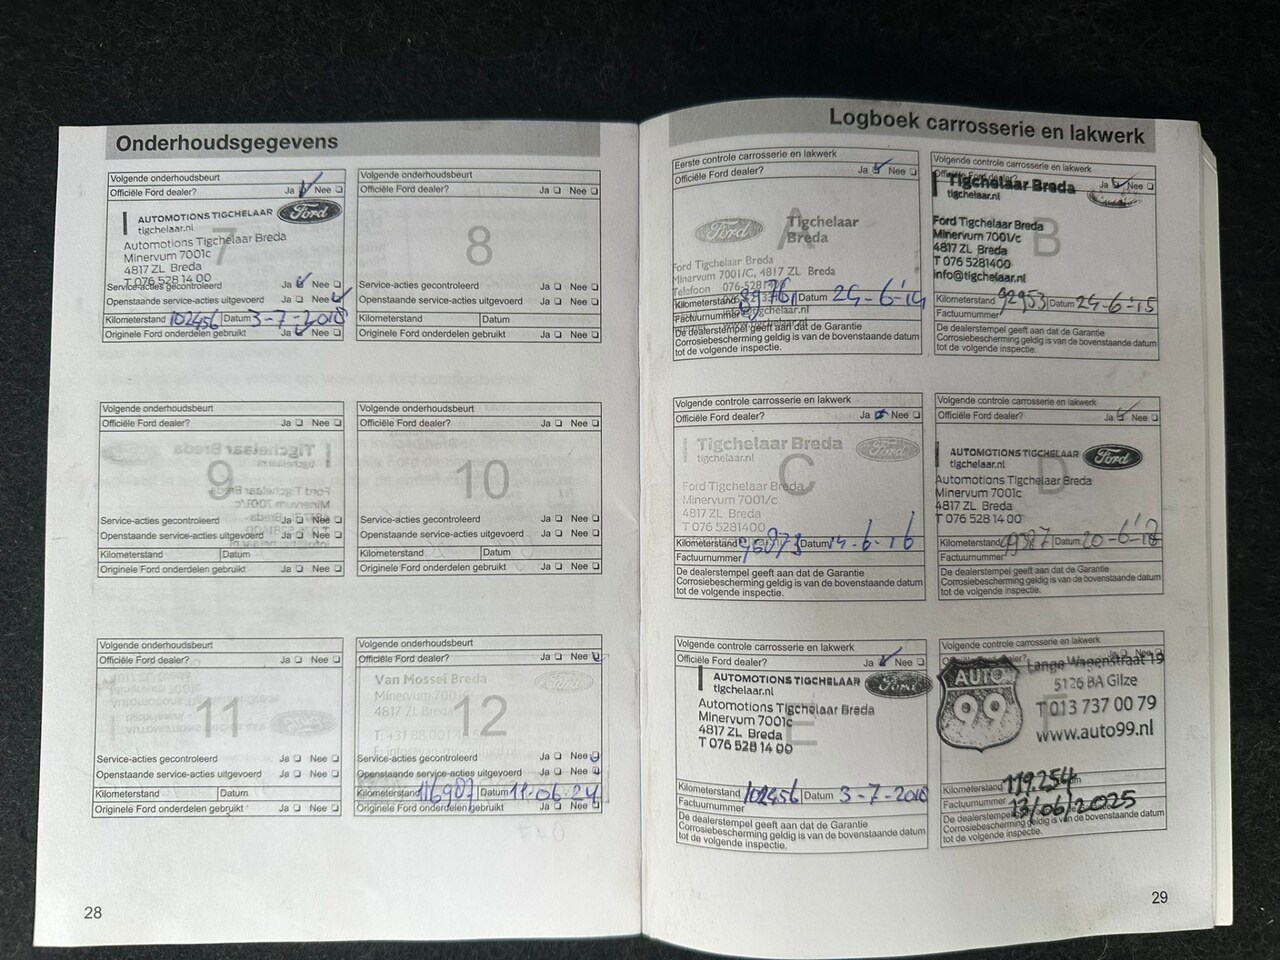 Onderhoudsgegevens
Volgende onderhoudsbeurt
Officiële Ford dealer? Ja Nee
AUTOMOTIONS TIGCHELAAR Ford
tigchelaar.nl
7
Automotions Tigchelaar Breda
Minervum 7001c
4817 ZL Breda
T 076 528 14 00
Service-acties gecontroleerd Ja Nee
Openstaande service-acties uitgevoerd Ja Nee
Kilometerstand 102456 Datum 3-7-2018
Originele Ford onderdelen gebruikt Ja Nee
Volgende onderhoudsbeurt
Officiële Ford dealer? Ja Nee
8
Service-acties gecontroleerd Ja Nee
Openstaande service-acties uitgevoerd Ja Nee
Kilometerstand Datum
Originele Ford onderdelen gebruikt Ja Nee
Volgende onderhoudsbeurt
Officiële Ford dealer? Ja Nee
9
Service-acties gecontroleerd Ja Nee
Openstaande service-acties uitgevoerd Ja Nee
Kilometerstand Datum
Originele Ford onderdelen gebruikt Ja Nee
Volgende onderhoudsbeurt
Officiële Ford dealer? Ja Nee
10
Service-acties gecontroleerd Ja Nee
Openstaande service-acties uitgevoerd Ja Nee
Kilometerstand Datum
Originele Ford onderdelen gebruikt Ja Nee
Volgende onderhoudsbeurt
Officiële Ford dealer? Ja Nee
11
Service-acties gecontroleerd Ja Nee
Openstaande service-acties uitgevoerd Ja Nee
Kilometerstand Datum
Originele Ford onderdelen gebruikt Ja Nee
Volgende onderhoudsbeurt
Officiële Ford dealer? Ja Nee
Van Mossel Breda Ford
Minervum
4817 ZL Breda
12
Service-acties gecontroleerd Ja Nee
Openstaande service-acties uitgevoerd Ja Nee
Kilometerstand 116907 Datum 11-06-24
Originele Ford onderdelen gebruikt Ja Nee
28
Logboek carrosserie en lakwerk
Eerste controle carrosserie en lakwerk
Officiële Ford dealer? Ja Nee
A
Ford Tigchelaar
Breda
Ford Tigchelaar Breda
Minervum 7001/C, 4817 ZL Breda
Telefoon
Kilometerstand Datum 24-6-'14
Factuurnummer
De dealerstempel geeft aan dat de Garantie
Corrosiebescherming geldig is van de bovenstaande datum
tot de volgende inspectie.
Volgende controle carrosserie en lakwerk
Ja Nee
Tigchelaar Breda
tigchelaar.nl
B
Ford Tigchelaar Breda
Minervum 7001/c
4817 ZL Breda
T 076 5281400
info@tigchelaar.nl
Kilometerstand 92953 Datum 24-6-'15
Factuurnummer
De dealerstempel geeft aan dat de Garantie
Corrosiebescherming geldig is van de bovenstaande datum
tot de volgende inspectie.
Volgende controle carrosserie en lakwerk
Officiële Ford dealer? Ja Nee
Tigchelaar Breda Ford
tigchelaar.nl
C
Ford Tigchelaar Breda
Minervum 7001/c
4817 ZL Breda
T 076 5281400
Kilometerstand Datum 14-6-16
Factuurnummer
De dealerstempel geeft aan dat de Garantie
Corrosiebescherming geldig is van de bovenstaande datum
tot de volgende inspectie.
Volgende controle carrosserie en lakwerk
Officiële Ford dealer? Ja Nee
AUTOMOTIONS TIGCHELAAR Ford
tigchelaar.nl
D
Automotions Tigchelaar Breda
Minervum 7001c
4817 ZL Breda
T 076 528 14 00
Kilometerstand Datum
Factuurnummer
De dealerstempel geeft aan dat de Garantie
Corrosiebescherming geldig is van de bovenstaande datum
tot de volgende inspectie.
Volgende controle carrosserie en lakwerk
Officiële Ford dealer? Ja Nee
AUTOMOTIONS TIGCHELAAR Ford
tigchelaar.nl
E
Automotions Tigchelaar Breda
Minervum 7001c
4817 ZL Breda
T 076 528 14 00
Kilometerstand 102456 Datum 3-7-2018
Factuurnummer
De dealerstempel geeft aan dat de Garantie
Corrosiebescherming geldig is van de bovenstaande datum
tot de volgende inspectie.
Volgende controle carrosserie en lakwerk
AUTO 99
Lange Wagenstraat 19
5126 BA Gilze
T 013 737 00 79
www.auto99.nl
Kilometerstand 119.254
Factuurnummer
13/06/2025
Corrosiebescherming geldig is van de bovenstaande datum
tot de volgende inspectie.
29